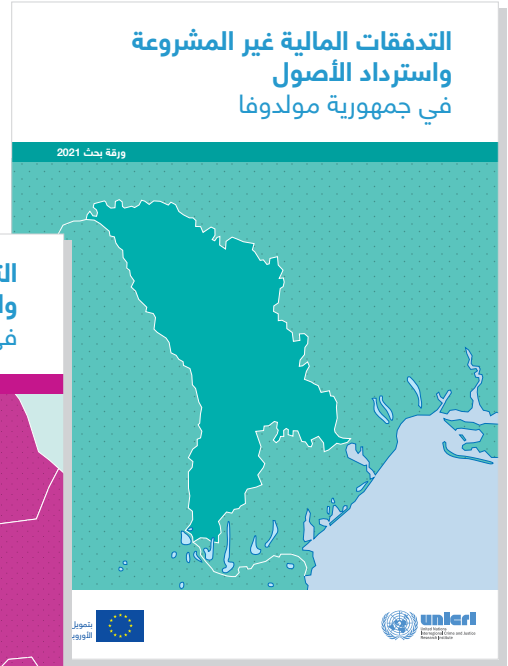 التدفقات المالية غير المشروعة
واسترداد الأصول
في جمهورية مولدوفا
ورقة بحث 2021
بتمويل
unicri
United Nations
Interregional Crime and Justice
Research Institute